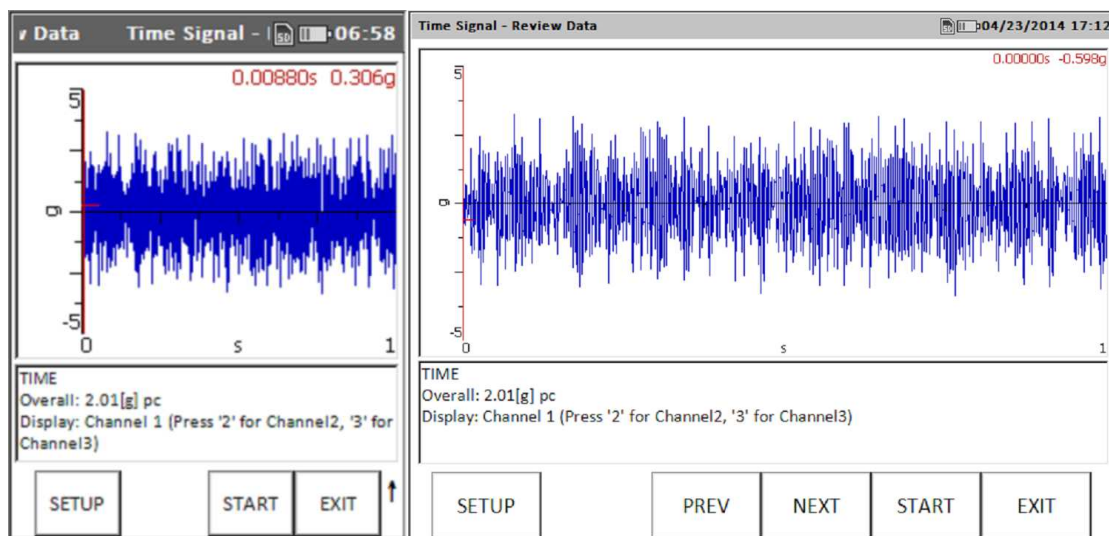 Data Time Signal - 06:58
0.00880s 0.306g
5
g
-5
0 s 1
TIME
Overall: 2.01[g] pc
Display: Channel 1 (Press '2' for Channel2, '3' for
Channel3)
SETUP START EXIT
Time Signal - Review Data 04/23/2014 17:12
0.00000s -0.598g
5
g
-5
0 s 1
TIME
Overall: 2.01[g] pc
Display: Channel 1 (Press '2' for Channel2, '3' for Channel3)
SETUP PREV NEXT START EXIT